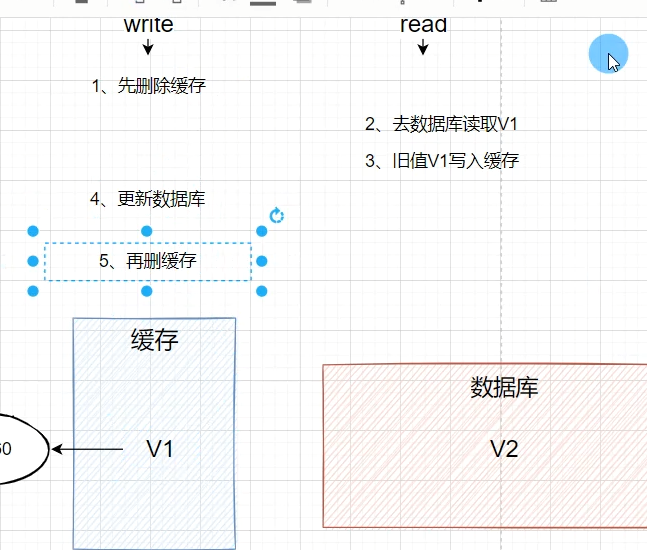 write
read
1、先删除缓存
2、去数据库读取V1
3、旧值V1写入缓存
4、更新数据库
5、再删缓存
缓存
数据库
V1
V2